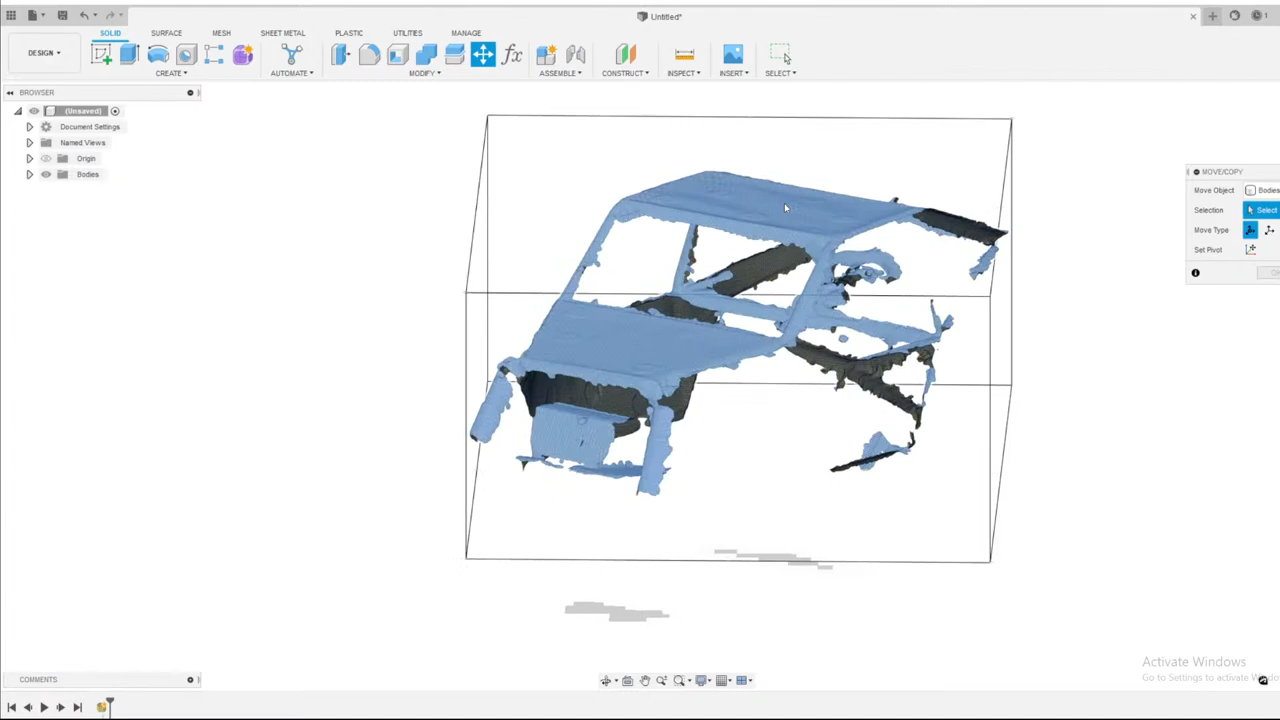 Untitled*
1
DESIGN
SOLID
SURFACE
MESH
SHEET METAL
PLASTIC
UTILITIES
MANAGE
fx
CREATE
AUTOMATE
MODIFY
ASSEMBLE
CONSTRUCT
INSPECT
INSERT
SELECT
BROWSER
(Unsaved)
Document Settings
Named Views
Origin
Bodies
MOVE/COPY
Move Object
Bodies
Selection
Select
Move Type
Set Pivot
Activate Windows
Go to Settings to activate
COMMENTS